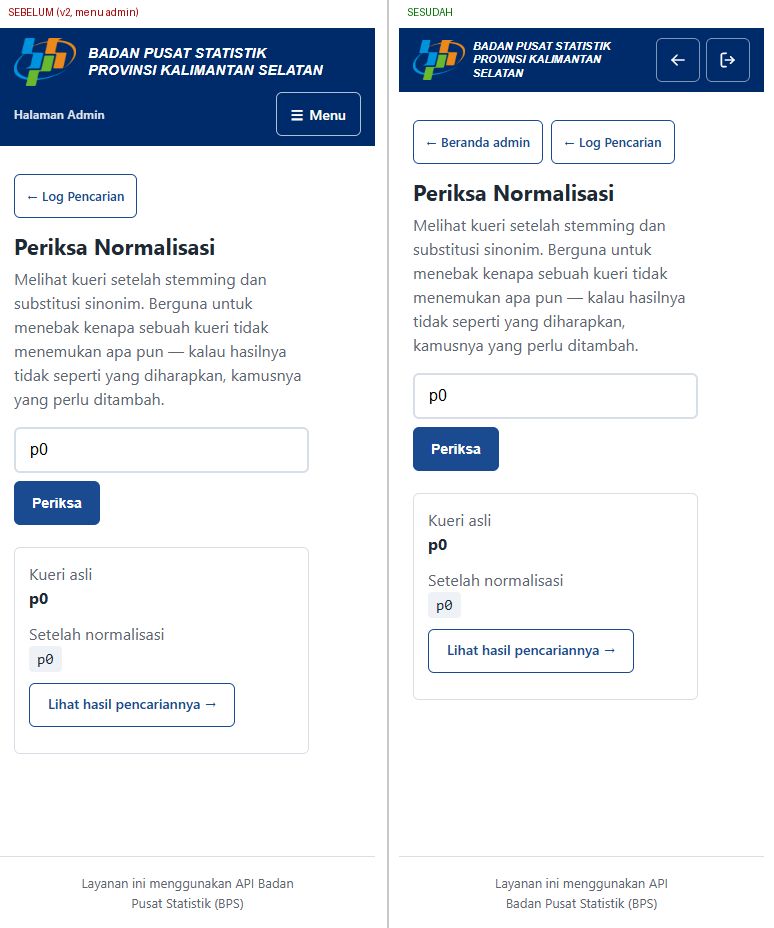 SEBELUM (v2, menu admin)
BADAN PUSAT STATISTIK
PROVINSI KALIMANTAN SELATAN
Halaman Admin
☰ Menu
← Log Pencarian
Periksa Normalisasi
Melihat kueri setelah stemming dan
substitusi sinonim. Berguna untuk
menebak kenapa sebuah kueri tidak
menemukan apa pun — kalau hasilnya
tidak seperti yang diharapkan, kamusnya
yang perlu ditambah.
p0
Periksa
Kueri asli
p0
Setelah normalisasi
p0
Lihat hasil pencariannya →
Layanan ini menggunakan API Badan
Pusat Statistik (BPS)
SESUDAH
BADAN PUSAT STATISTIK
PROVINSI KALIMANTAN
SELATAN
← Beranda admin
← Log Pencarian
Periksa Normalisasi
Melihat kueri setelah stemming dan
substitusi sinonim. Berguna untuk
menebak kenapa sebuah kueri tidak
menemukan apa pun — kalau hasilnya
tidak seperti yang diharapkan,
kamusnya yang perlu ditambah.
p0
Periksa
Kueri asli
p0
Setelah normalisasi
p0
Lihat hasil pencariannya →
Layanan ini menggunakan API
Badan Pusat Statistik (BPS)